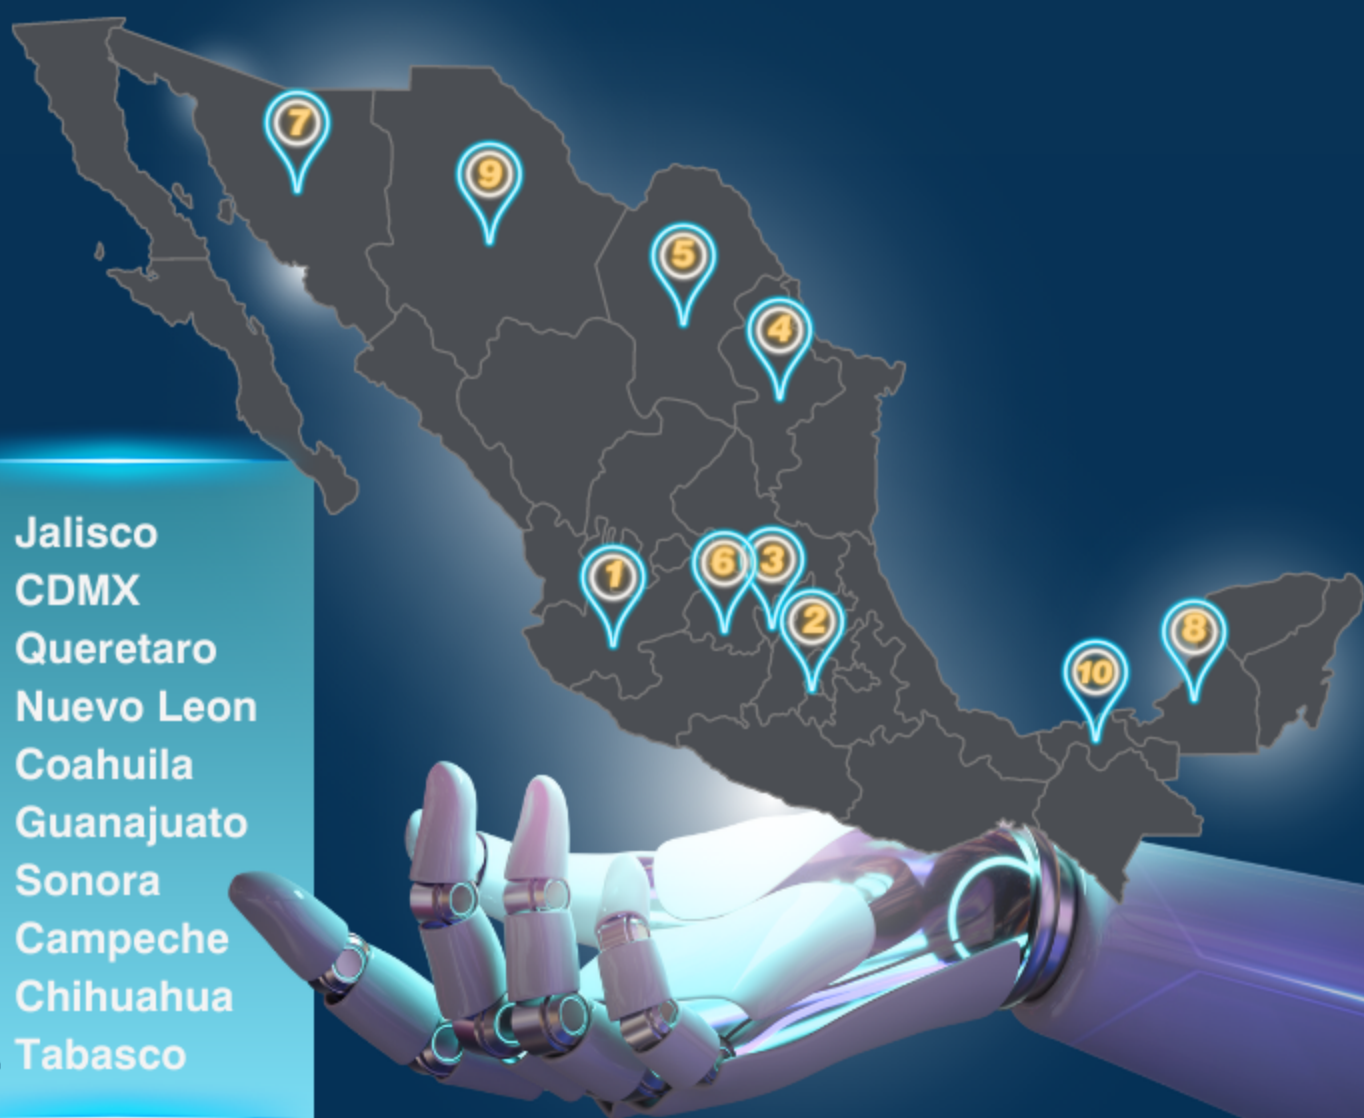 7
9
5
4
1
6
3
2
8
10
Jalisco
CDMX
Queretaro
Nuevo Leon
Coahuila
Guanajuato
Sonora
Campeche
Chihuahua
Tabasco